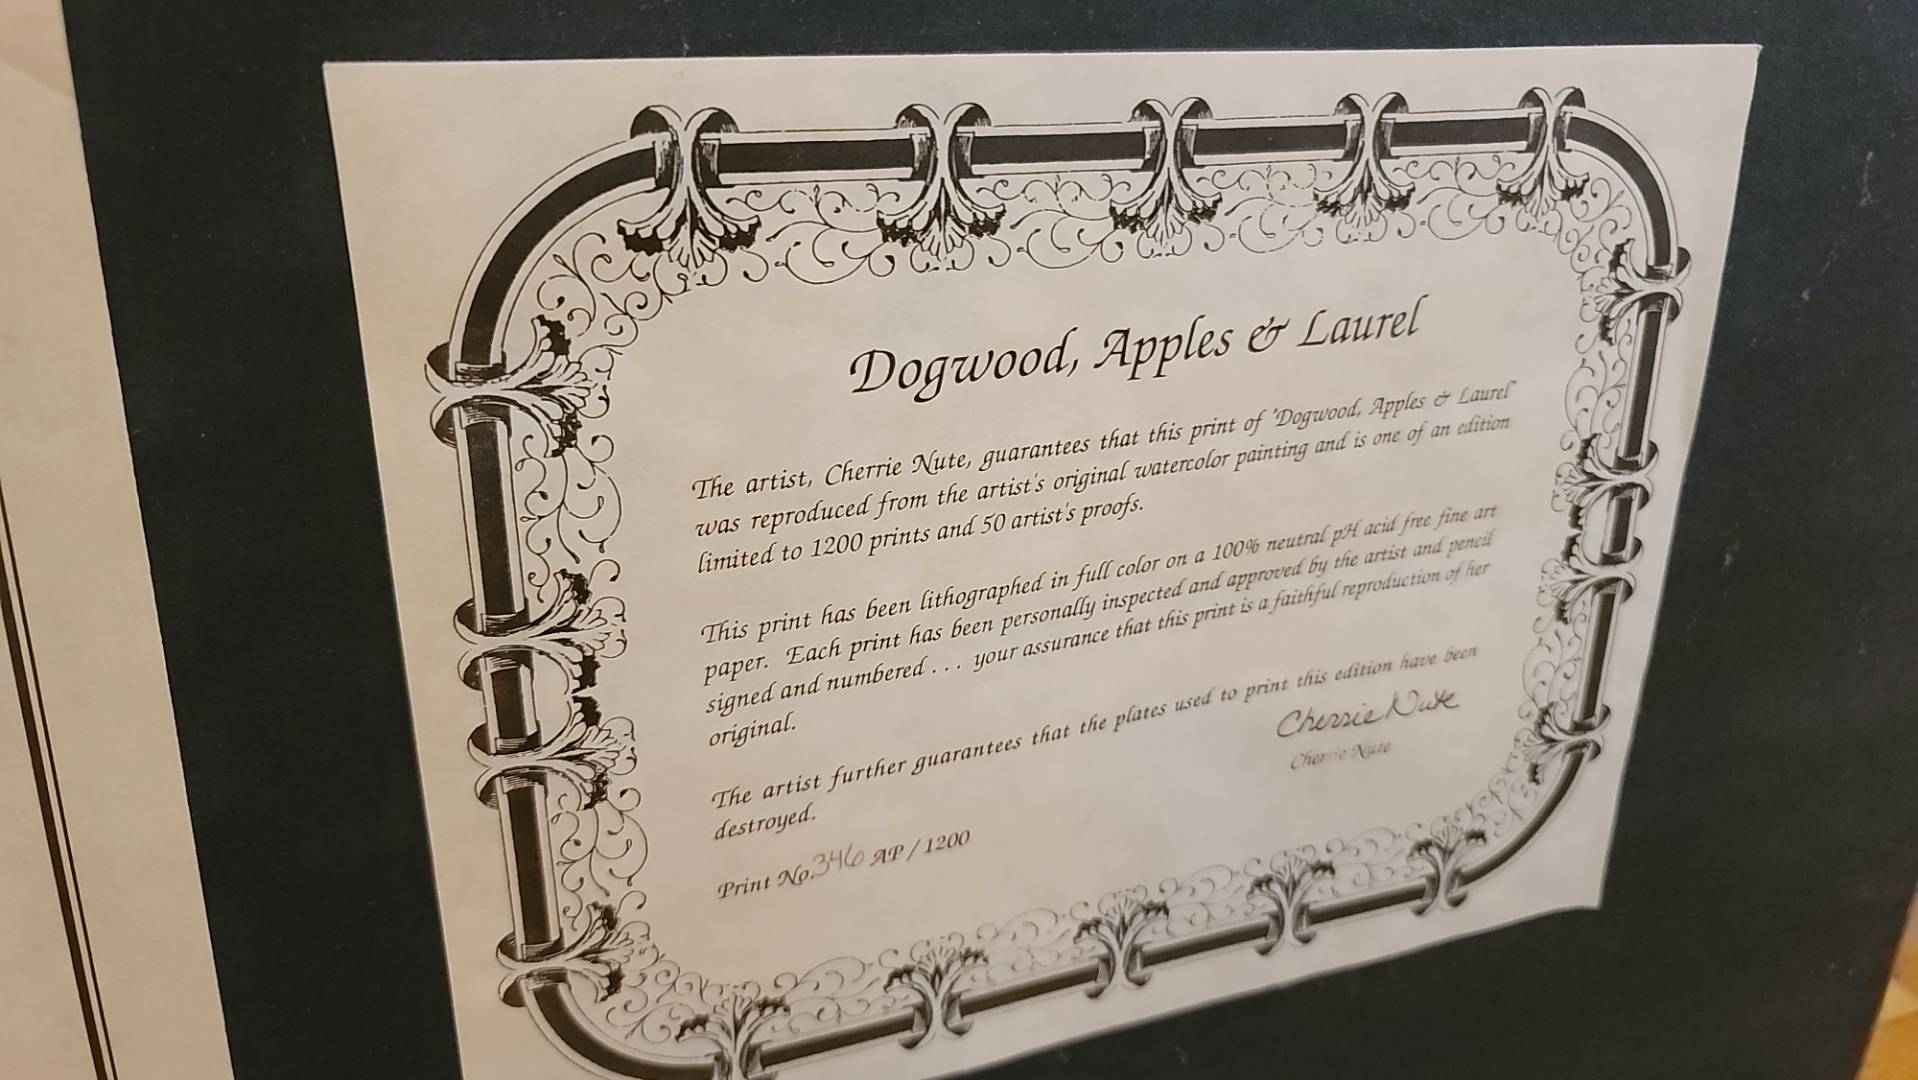 Dogwood, Apples & Laurel
The artist, Cherrie Nute, guarantees that this print of "Dogwood, Apples & Laurel"
was reproduced from the artist's original watercolor painting and is one of an edition
limited to 1200 prints and 50 artist's proofs.
This print has been lithographed in full color on a 100% neutral pH acid free fine art
paper. Each print has been personally inspected and approved by the artist and pencil
signed and numbered . . . your assurance that this print is a faithful reproduction of her
original.
The artist further guarantees that the plates used to print this edition have been
destroyed.
Cherrie Nute
Cherrie Nute
Print No. 346 AP / 1200